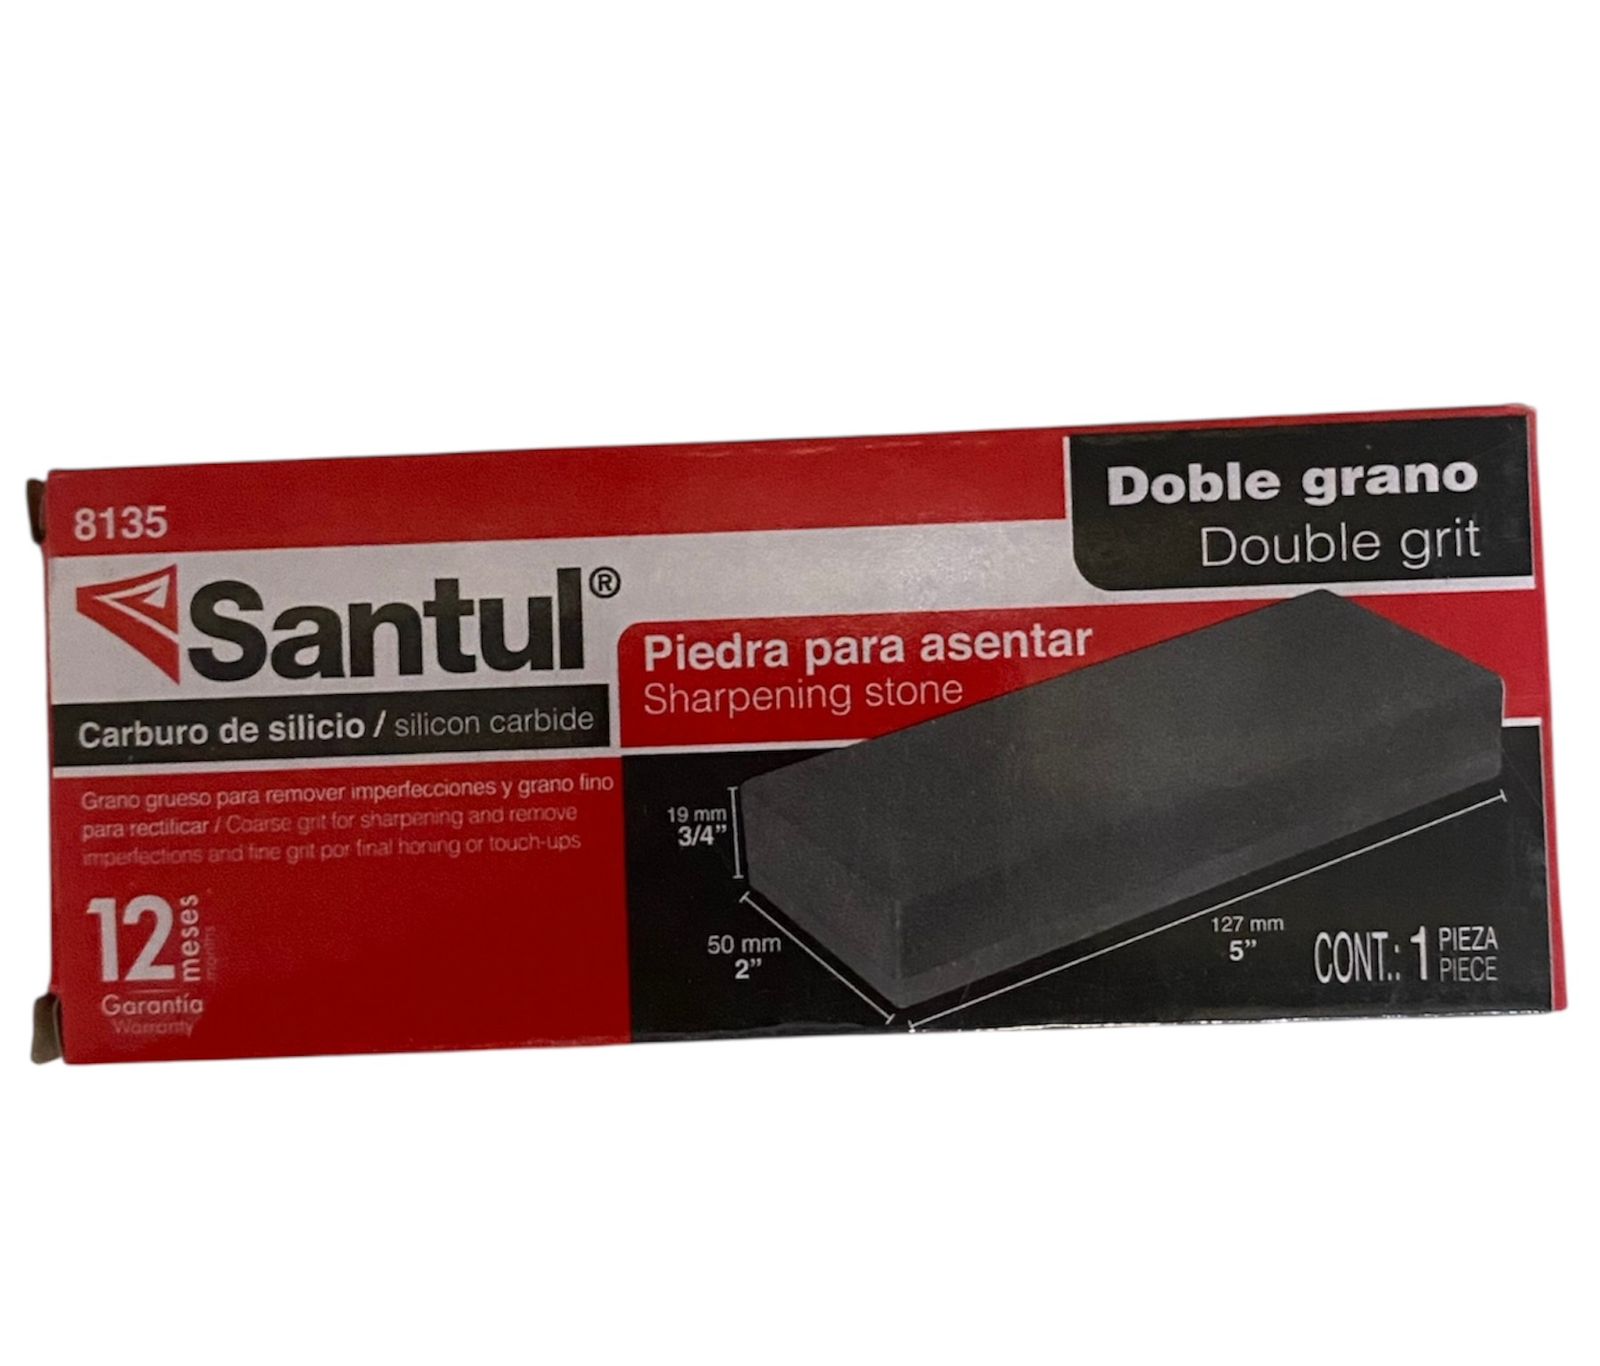 8135
Santul®
Carburo de silicio / silicon carbide
Grano grueso para remover imperfecciones y grano fino
para rectificar / Coarse grit for sharpening and remove
imperfections and fine grit por final honing or touch-ups
12 meses
months
Garantía
Warranty
Doble grano
Double grit
Piedra para asentar
Sharpening stone
19 mm
3/4”
50 mm
2”
127 mm
5”
CONT.: 1 PIEZA
PIECE